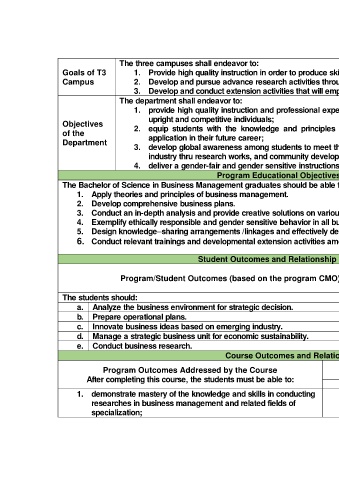 The three campuses shall endeavor to:
Goals of T3 Campus
1. Provide high quality instruction in order to produce
2. Develop and pursue advance research activities
3. Develop and conduct extension activities that will
The department shall endeavor to:
Objectives of the Department
1. provide high quality instruction and professional
upright and competitive individuals;
2. equip students with the knowledge and principles
application in their future career;
3. develop global awareness among students to meet
industry thru research works, and community
4. deliver a gender-fair and gender sensitive
Program Educational Objectives
The Bachelor of Science in Business Management graduates should be able
1. Apply theories and principles of business management.
2. Develop comprehensive business plans.
3. Conduct an in-depth analysis and provide creative solutions on
4. Exemplify ethically responsible and gender sensitive behavior in all
5. Design knowledge–sharing arrangements /linkages and effectively
6. Conduct relevant trainings and developmental extension activities
Student Outcomes and Relationship
Program/Student Outcomes (based on the program CMO)
The students should:
a. Analyze the business environment for strategic decision.
b. Prepare operational plans.
c. Innovate business ideas based on emerging industry.
d. Manage a strategic business unit for economic sustainability.
e. Conduct business research.
Course Outcomes and
Program Outcomes Addressed by the Course
After completing this course, the students must be able to:
1. demonstrate mastery of the knowledge and skills in conducting
researches in business management and related fields of
specialization;